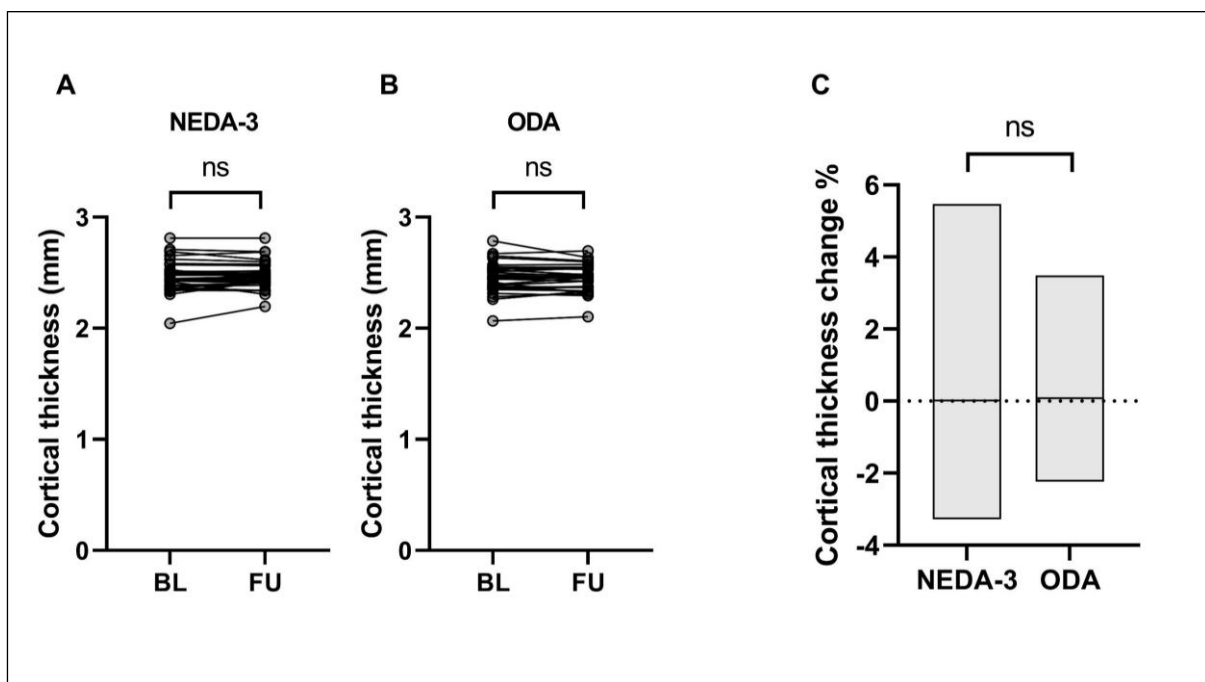 A
NEDA-3
ns
Cortical thickness (mm)
3
2
1
0
BL FU
B
ODA
ns
Cortical thickness (mm)
3
2
1
0
BL FU
C
ns
Cortical thickness change %
6
4
2
0
-2
-4
NEDA-3 ODA